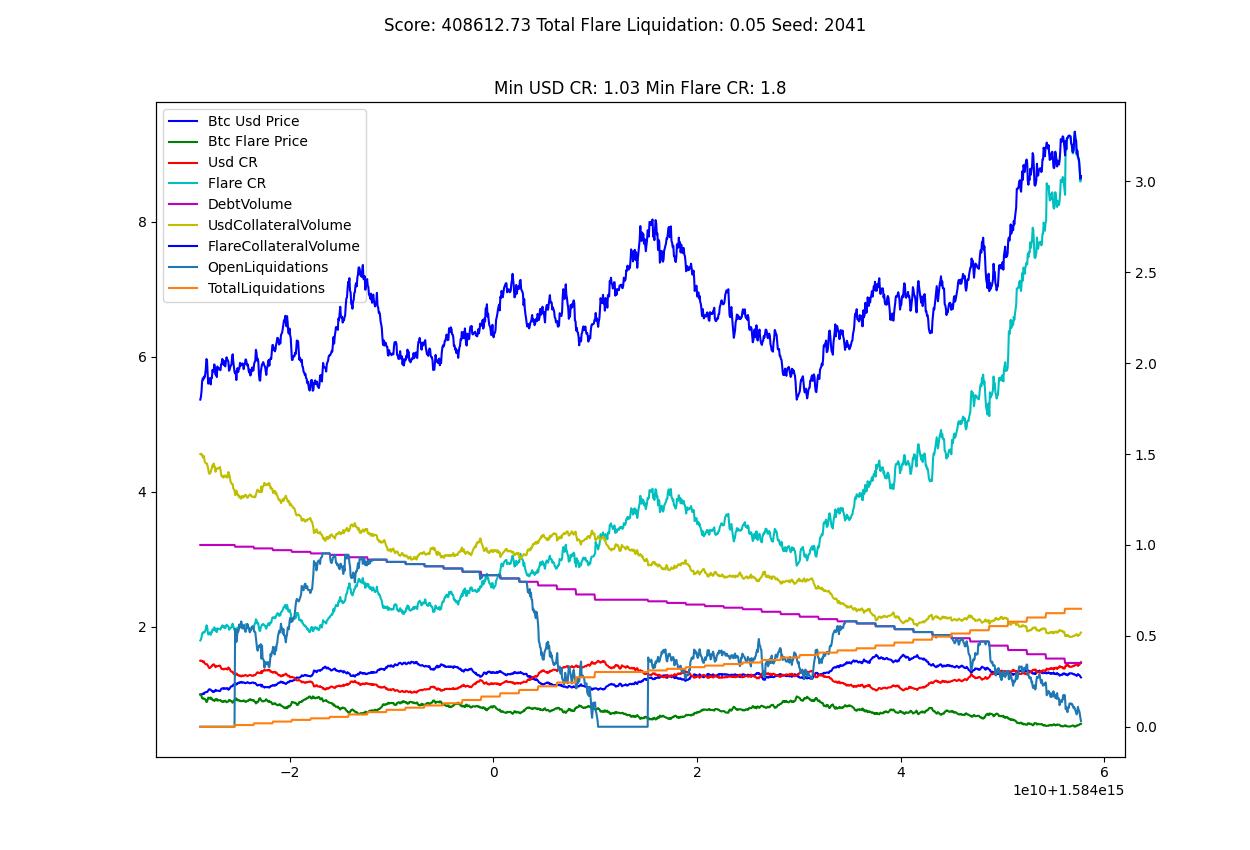 Score: 408612.73 Total Flare Liquidation: 0.05 Seed: 2041
Min USD CR: 1.03 Min Flare CR: 1.8
Btc Usd Price
Btc Flare Price
Usd CR
Flare CR
DebtVolume
UsdCollateralVolume
FlareCollateralVolume
OpenLiquidations
TotalLiquidations
8
6
4
2
3.0
2.5
2.0
1.5
1.0
0.5
0.0
−2 0 2 4 6
1e10+1.584e15